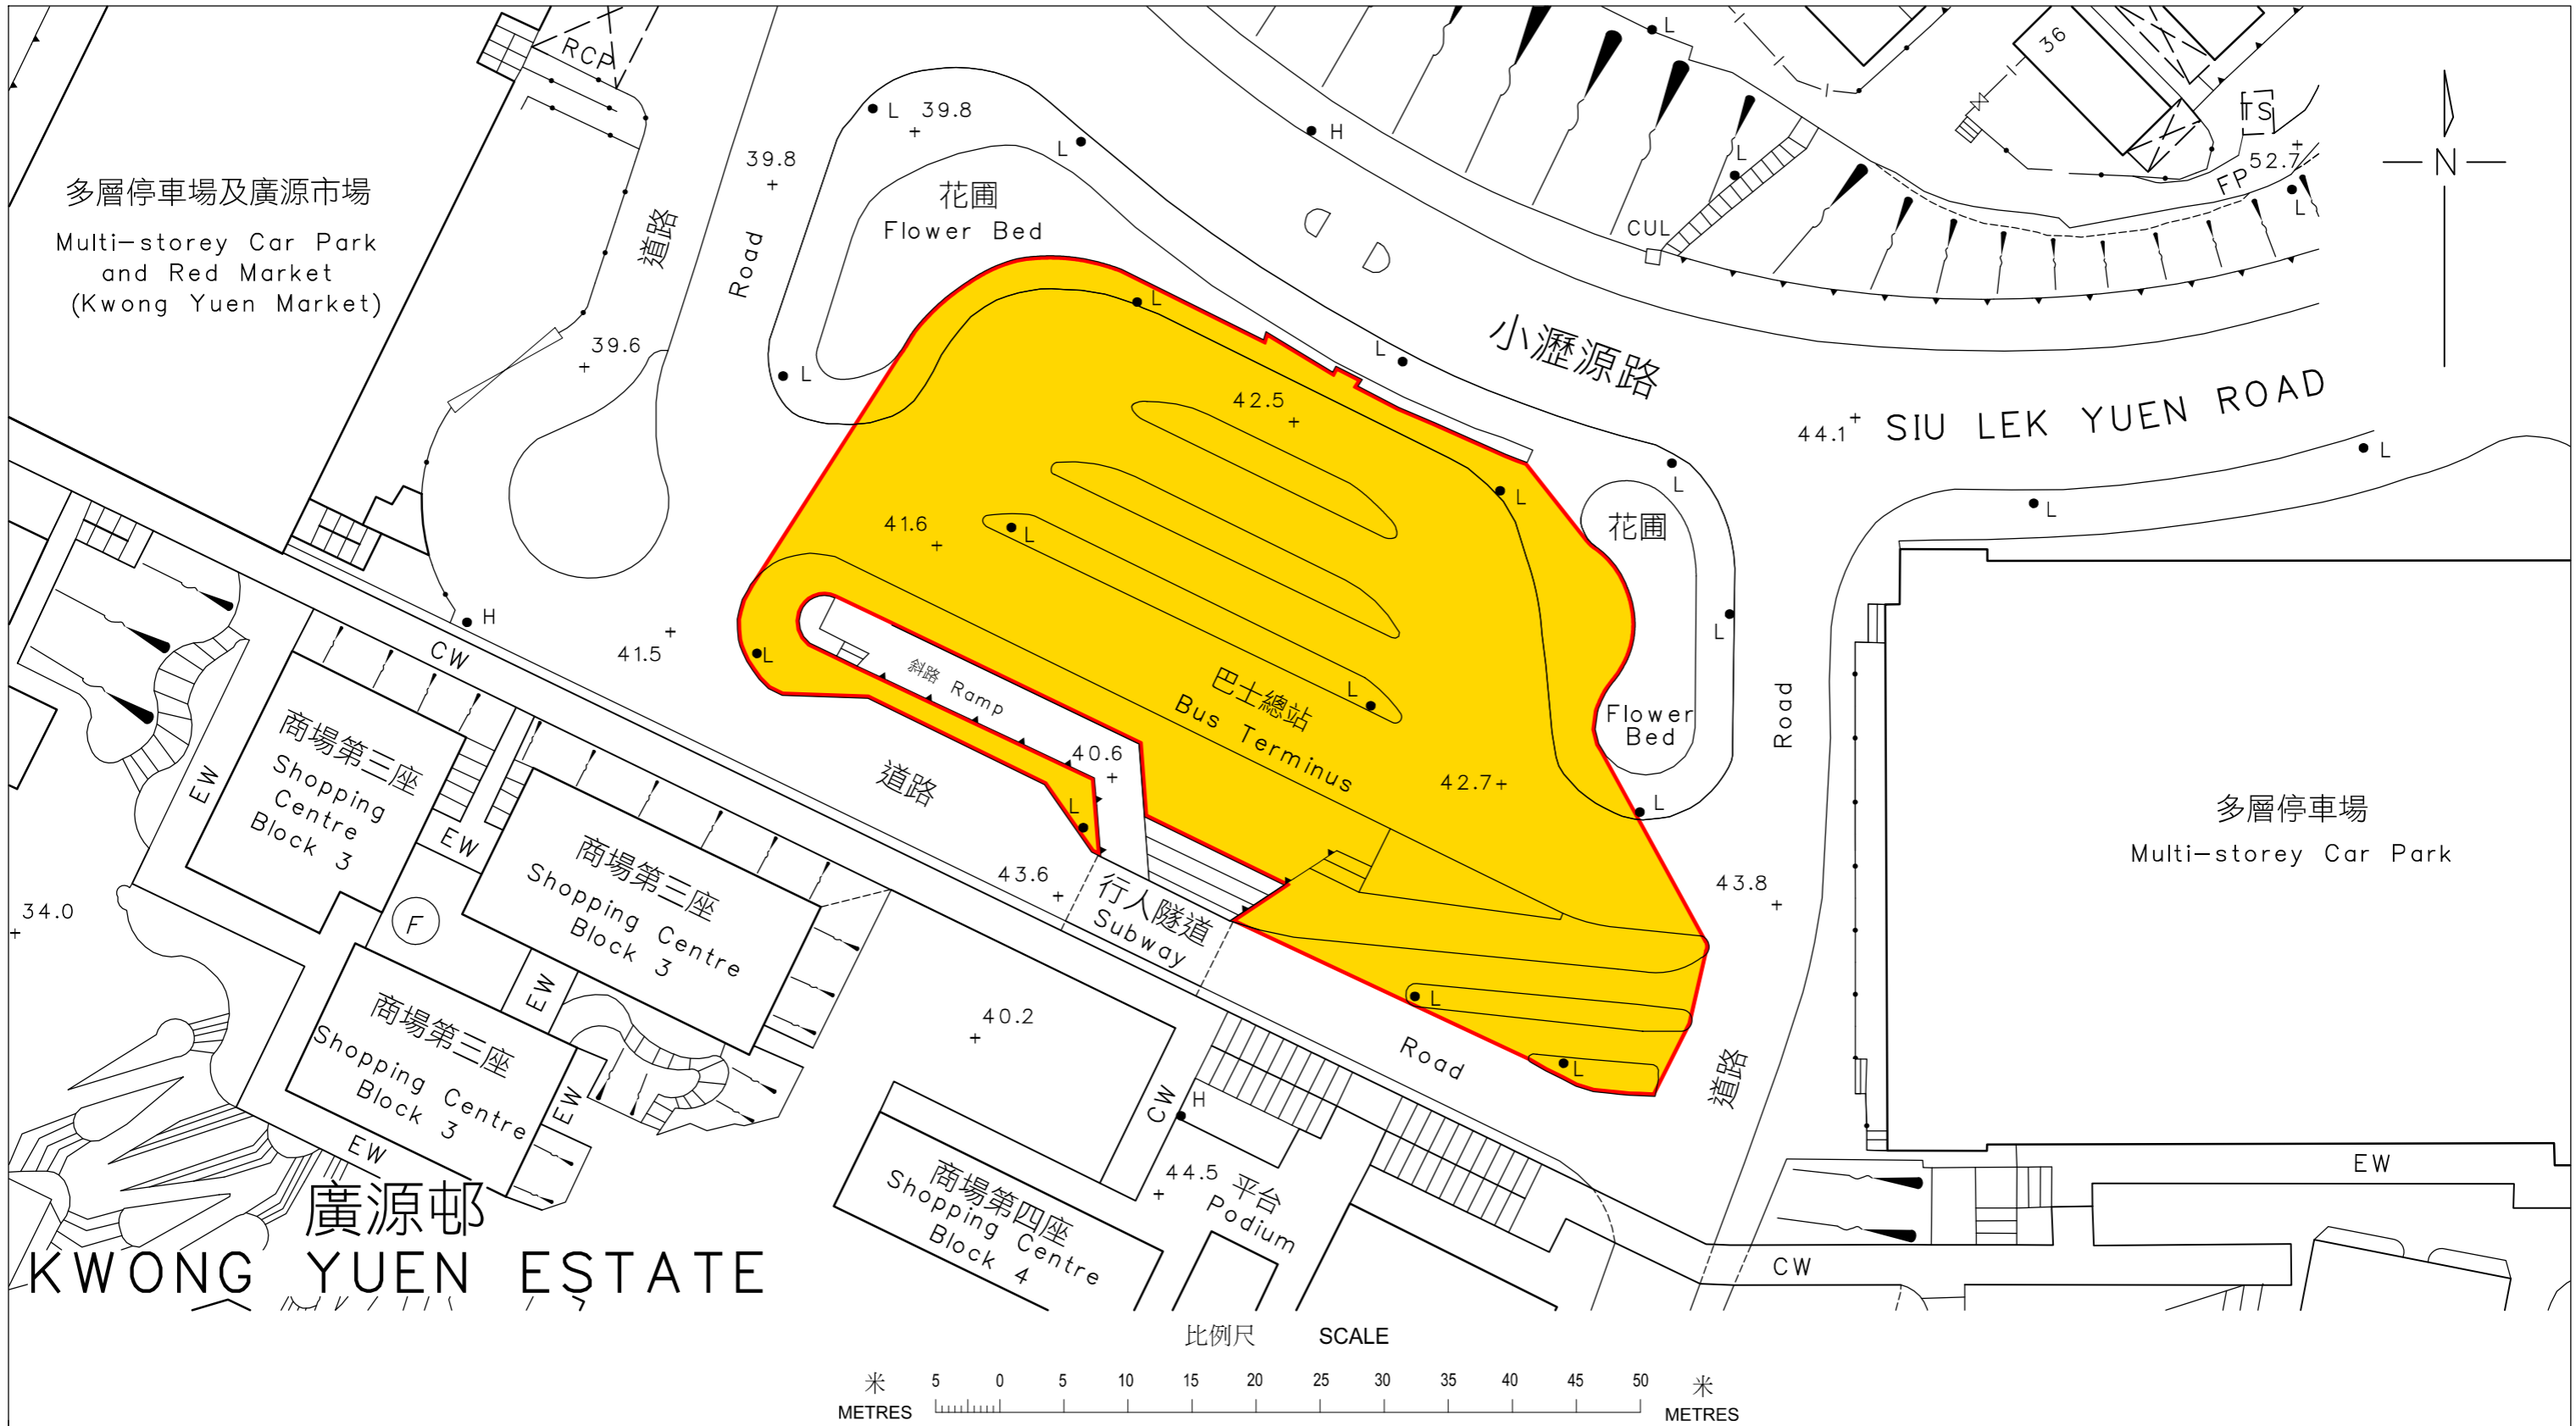 RCP
L
39.8
39.8
L
L
花圃
Flower Bed
多層停車場及廣源市場
Multi-storey Car Park
and Red Market
(Kwong Yuen Market)
道路
Road
39.6
L
H
L
L
36
TS
52.7
FP
L
CUL
N
小瀝源路
SIU LEK YUEN ROAD
44.1
L
L
L
42.5
L
L
花圃
Flower
Bed
L
L
L
41.6
L
巴士總站
Bus Terminus
L
42.7
斜路 Ramp
40.6
L
L
41.5
H
CW
道路
Road
43.8
道路
多層停車場
Multi-storey Car Park
商場第三座
Shopping
Centre
Block 3
EW
EW
商場第三座
Shopping Centre
Block 3
道路
43.6
行人隧道
Subway
L
L
Road
34.0
F
EW
商場第三座
Shopping Centre
Block 3
EW
EW
40.2
CW
H
44.5
平台
Podium
商場第四座
Shopping Centre
Block 4
EW
CW
廣源邨
KWONG YUEN ESTATE
比例尺 SCALE
米 5 0 5 10 15 20 25 30 35 40 45 50 米
METRES METRES